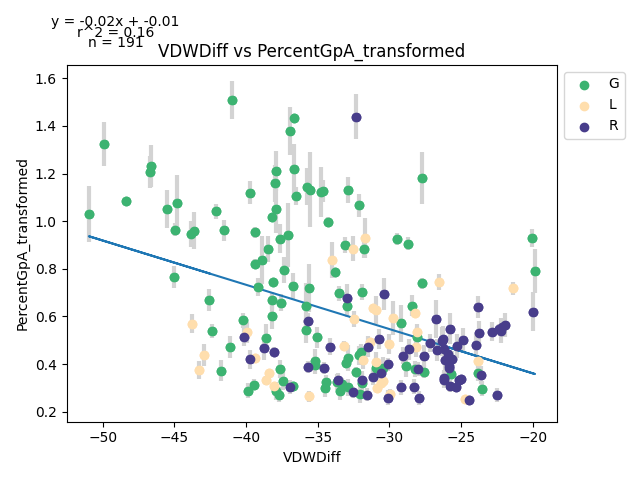 y = -0.02x + -0.01
r^2 = 0.16
n = 191
VDWDiff vs PercentGpA_transformed
1.6
1.4
1.2
1.0
0.8
0.6
0.4
0.2
PercentGpA_transformed
−50
−45
−40
−35
−30
−25
−20
VDWDiff
G
L
R